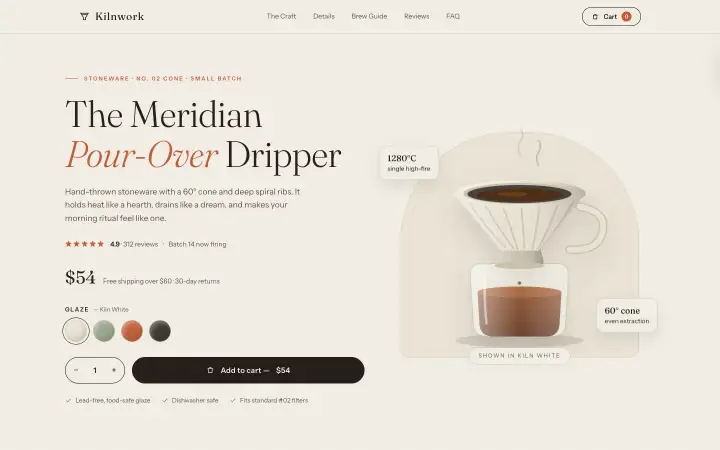 Kilnwork
The Craft
Details
Brew Guide
Reviews
FAQ
Cart 0
STONEWARE · NO. 02 CONE · SMALL BATCH
The Meridian
Pour-Over Dripper
Hand-thrown stoneware with a 60° cone and deep spiral ribs. It
holds heat like a hearth, drains like a dream, and makes your
morning ritual feel like one.
★★★★★ 4.9 · 312 reviews · Batch 14 now firing
$54 Free shipping over $60 · 30-day returns
GLAZE — Kiln White
− 1 +
Add to cart — $54
Lead-free, food-safe glaze
Dishwasher safe
Fits standard #02 filters
1280°C
single high-fire
60° cone
even extraction
SHOWN IN KILN WHITE